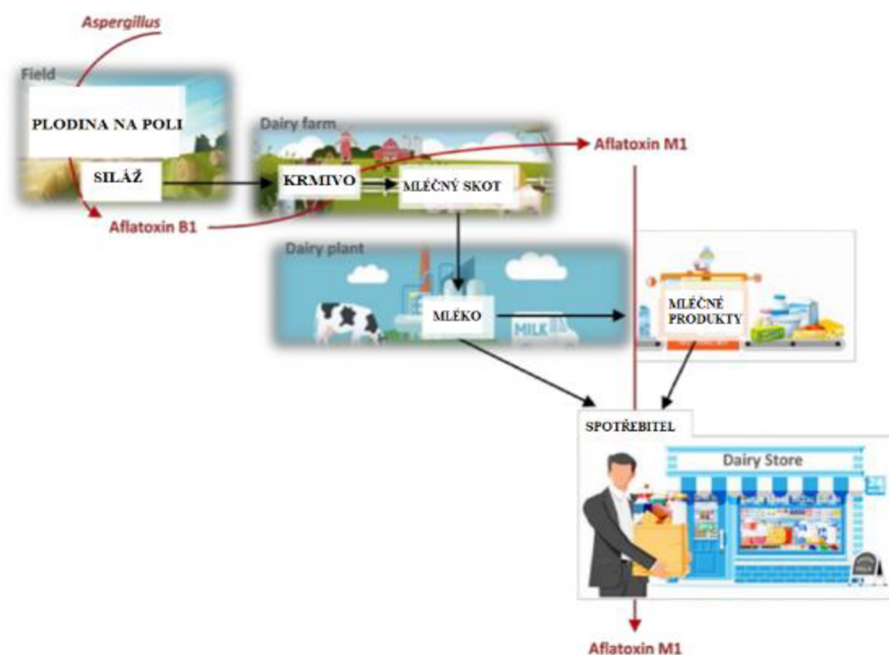 Aspergillus
Field
PLODINA NA POLI
SILÁŽ
Aflatoxin B1
Dairy farm
KRMIVO
MLÉČNÝ SKOT
Aflatoxin M1
Dairy plant
MLÉKO
MILK
MLÉČNÉ
PRODUKTY
SPOTŘEBITEL
Dairy Store
24
Aflatoxin M1